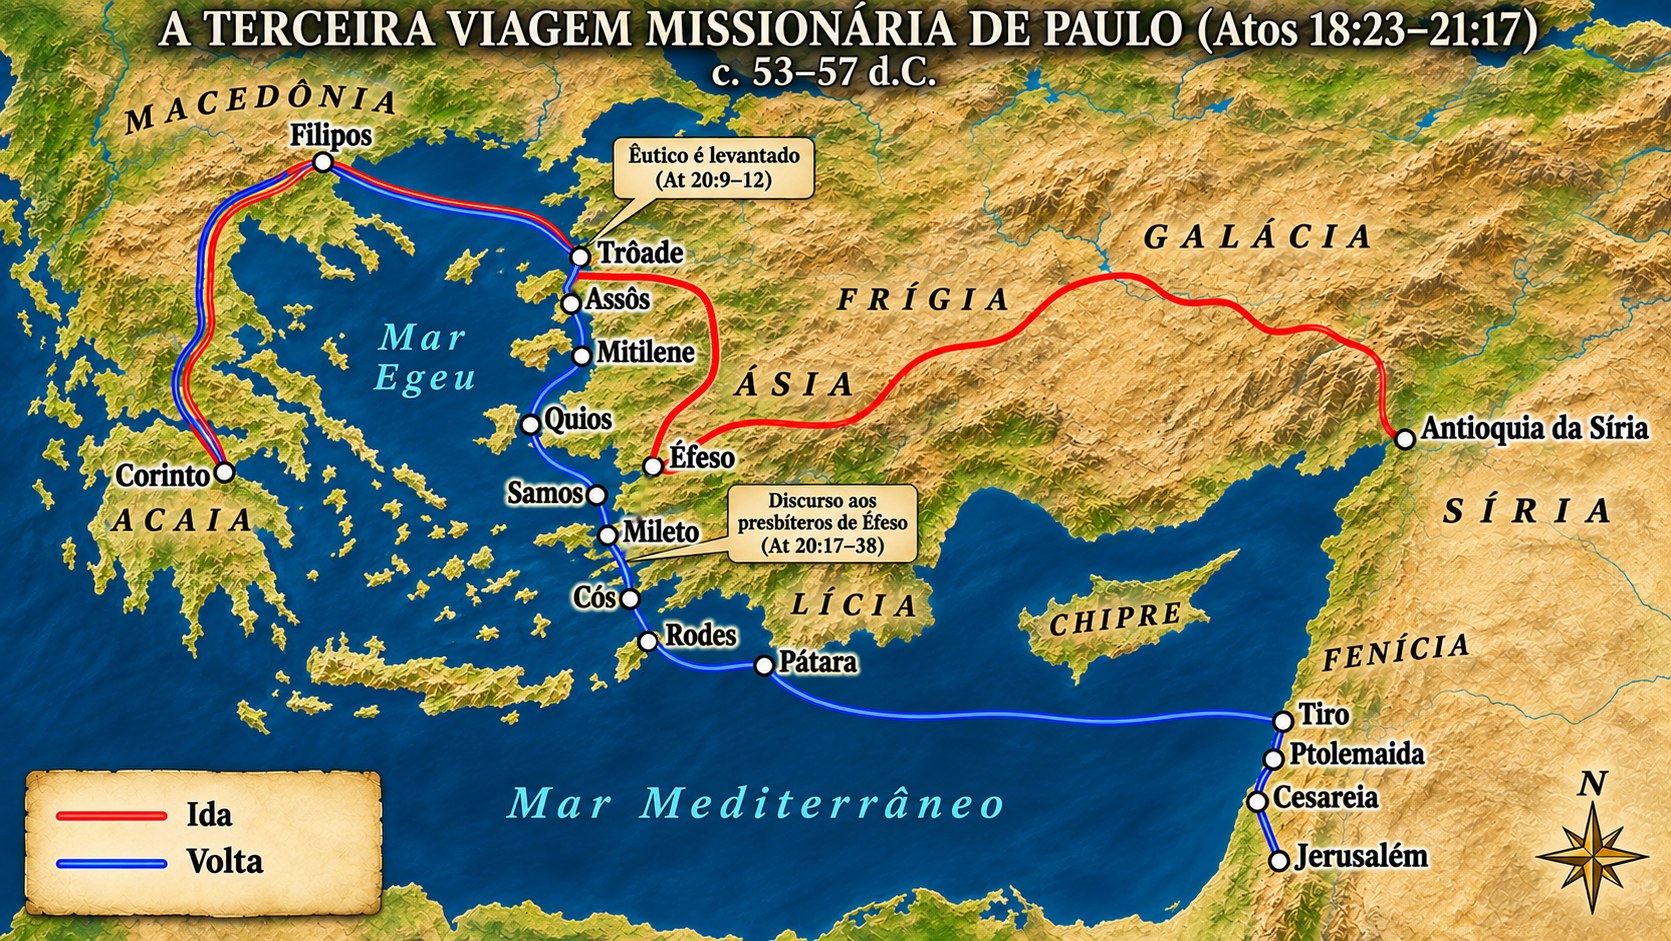 A TERCEIRA VIAGEM MISSIONÁRIA DE PAULO (Atos 18:23–21:17)
c. 53–57 d.C.
MACEDÔNIA
Filipos
Êutico é levantado
(At 20:9–12)
GALÁCIA
Trôade
FRÍGIA
Assôs
Mar
Egeu
Mitilene
ÁSIA
Quios
Antioquia da Síria
Éfeso
Corinto
Samos
ACAIA
Discurso aos
presbíteros de Éfeso
(At 20:17–38)
SÍRIA
Mileto
Cós
LÍCIA
CHIPRE
Rodes
FENÍCIA
Pátara
Tiro
Ptolemaida
Cesareia
Mar Mediterrâneo
N
Ida
Volta
Jerusalém